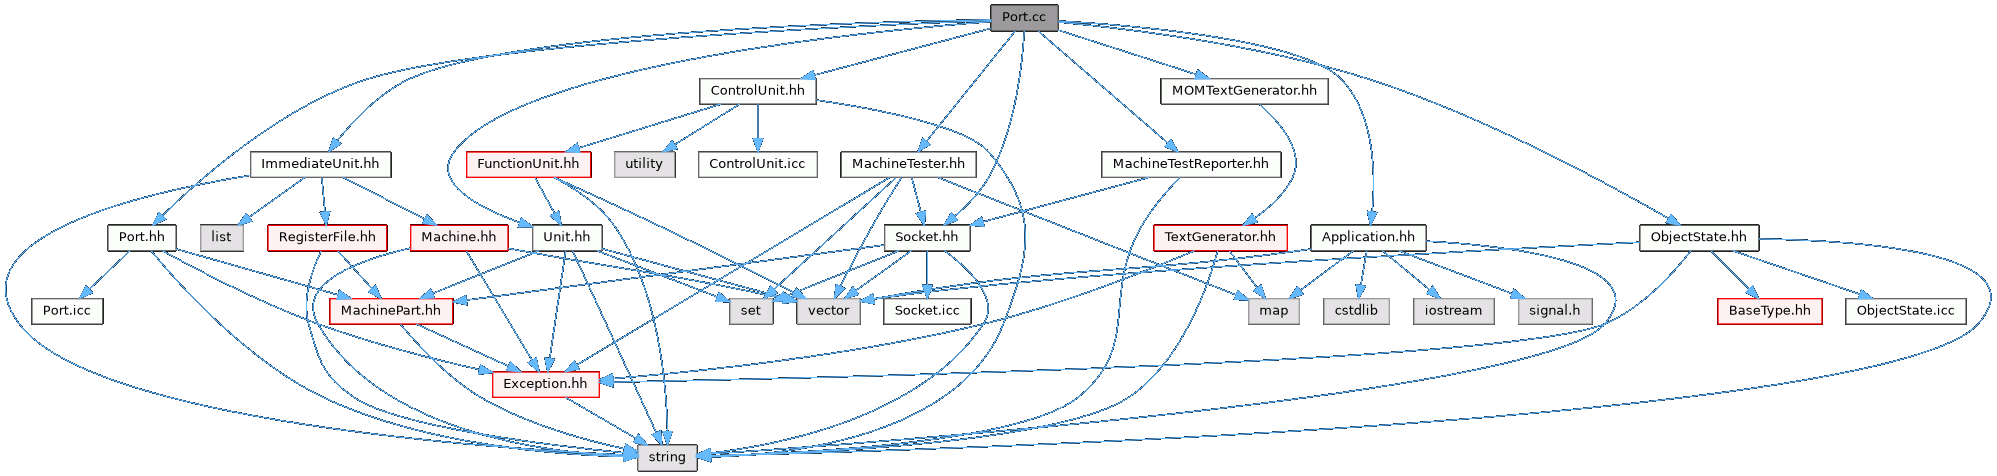 Port.cc
ControlUnit.hh
MOMTextGenerator.hh
ImmediateUnit.hh
FunctionUnit.hh
utility
ControlUnit.icc
MachineTester.hh
MachineTestReporter.hh
Port.hh
list
RegisterFile.hh
Machine.hh
Unit.hh
Socket.hh
TextGenerator.hh
Application.hh
ObjectState.hh
Port.icc
MachinePart.hh
set
vector
Socket.icc
map
cstdlib
iostream
signal.h
BaseType.hh
ObjectState.icc
Exception.hh
string